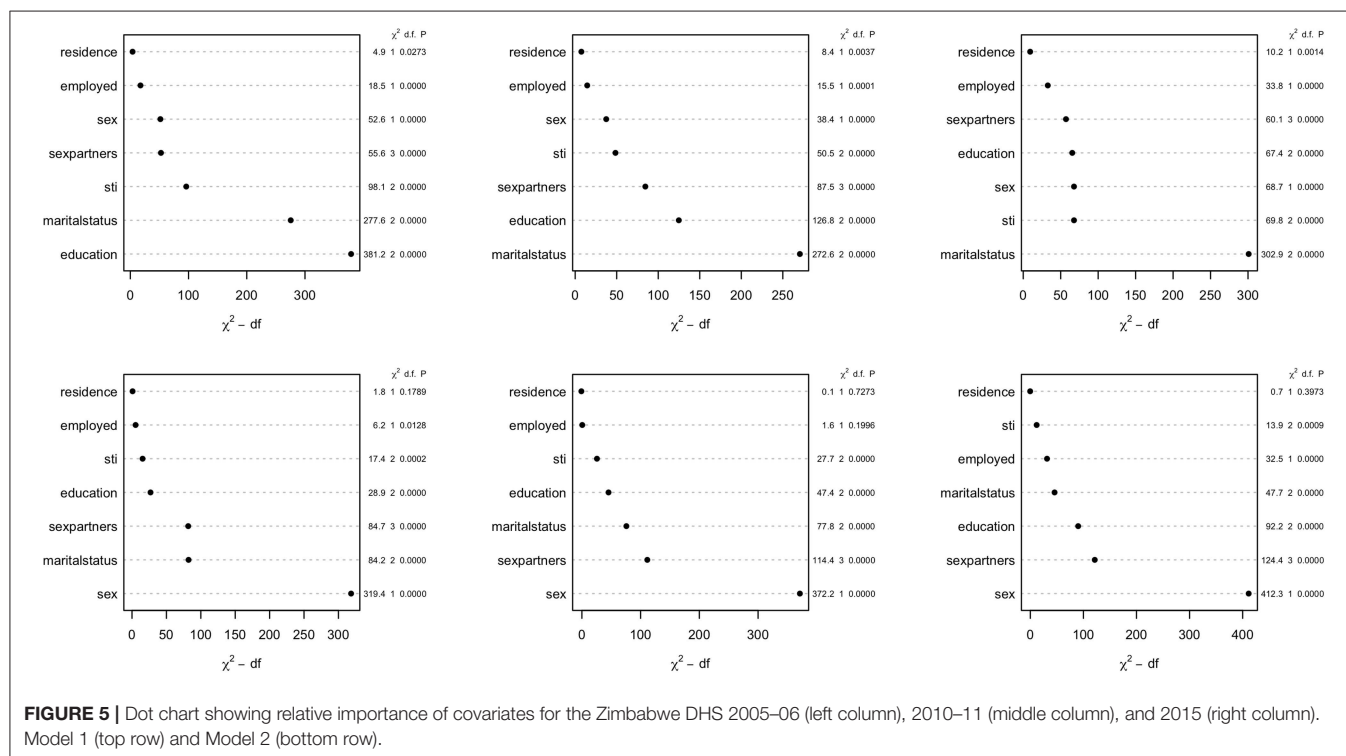 χ² d.f. P
residence 4.9 1 0.0273
employed 18.5 1 0.0000
sex 52.6 1 0.0000
sexpartners 55.6 3 0.0000
sti 98.1 2 0.0000
maritalstatus 277.6 2 0.0000
education 381.2 2 0.0000
0 100 200 300
χ² – df
χ² d.f. P
residence 8.4 1 0.0037
employed 15.5 1 0.0001
sex 38.4 1 0.0000
sti 50.5 2 0.0000
sexpartners 87.5 3 0.0000
education 126.8 2 0.0000
maritalstatus 272.6 2 0.0000
0 50 100 150 200 250
χ² – df
χ² d.f. P
residence 10.2 1 0.0014
employed 33.8 1 0.0000
sexpartners 60.1 3 0.0000
education 67.4 2 0.0000
sex 68.7 1 0.0000
sti 69.8 2 0.0000
maritalstatus 302.9 2 0.0000
0 50 100 150 200 250 300
χ² – df
χ² d.f. P
residence 1.8 1 0.1789
employed 6.2 1 0.0128
sti 17.4 2 0.0002
education 28.9 2 0.0000
sexpartners 84.7 3 0.0000
maritalstatus 84.2 2 0.0000
sex 319.4 1 0.0000
0 50 100 150 200 250 300
χ² – df
χ² d.f. P
residence 0.1 1 0.7273
employed 1.6 1 0.1996
sti 27.7 2 0.0000
education 47.4 2 0.0000
maritalstatus 77.8 2 0.0000
sexpartners 114.4 3 0.0000
sex 372.2 1 0.0000
0 100 200 300
χ² – df
χ² d.f. P
residence 0.7 1 0.3973
sti 13.9 2 0.0009
employed 32.5 1 0.0000
maritalstatus 47.7 2 0.0000
education 92.2 2 0.0000
sexpartners 124.4 3 0.0000
sex 412.3 1 0.0000
0 100 200 300 400
χ² – df
FIGURE 5 | Dot chart showing relative importance of covariates for the Zimbabwe DHS 2005–06 (left column), 2010–11 (middle column), and 2015 (right column).
Model 1 (top row) and Model 2 (bottom row).